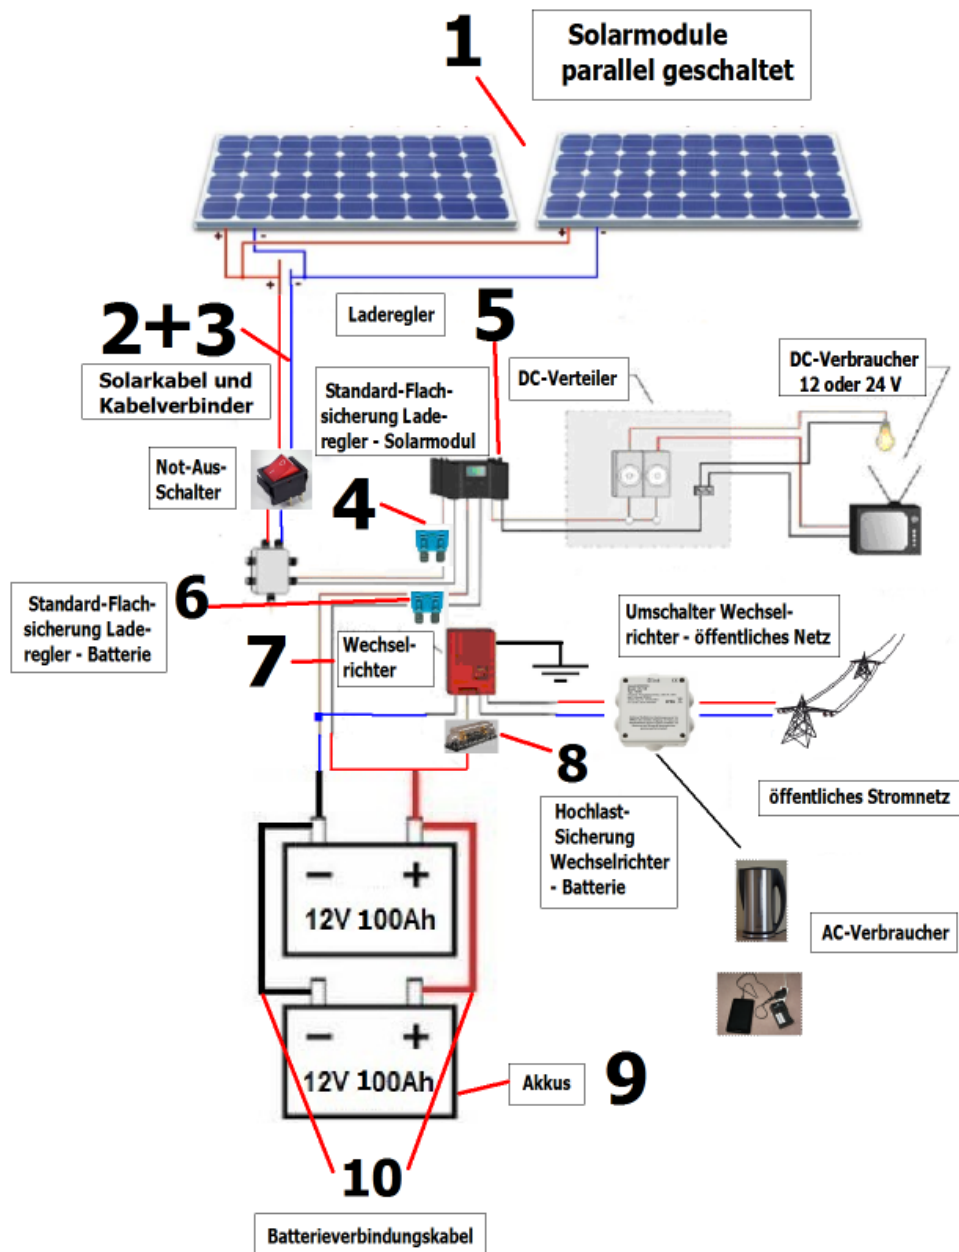 1
Solarmodule
parallel geschaltet
+
-
+
-
+
-
2+3
Solarkabel und
Kabelverbinder
Laderegler
5
Standard-Flach-
sicherung Lade-
regler - Solarmodul
DC-Verteiler
DC-Verbraucher
12 oder 24 V
Not-Aus-
Schalter
4
6
Standard-Flach-
sicherung Lade-
regler - Batterie
7
Wechsel-
richter
Umschalter Wechsel-
richter - öffentliches Netz
8
Hochlast-
Sicherung
Wechselrichter
- Batterie
öffentliches Stromnetz
AC-Verbraucher
- +
12V 100Ah
- +
12V 100Ah
Akkus
9
10
Batterieverbindungskabel